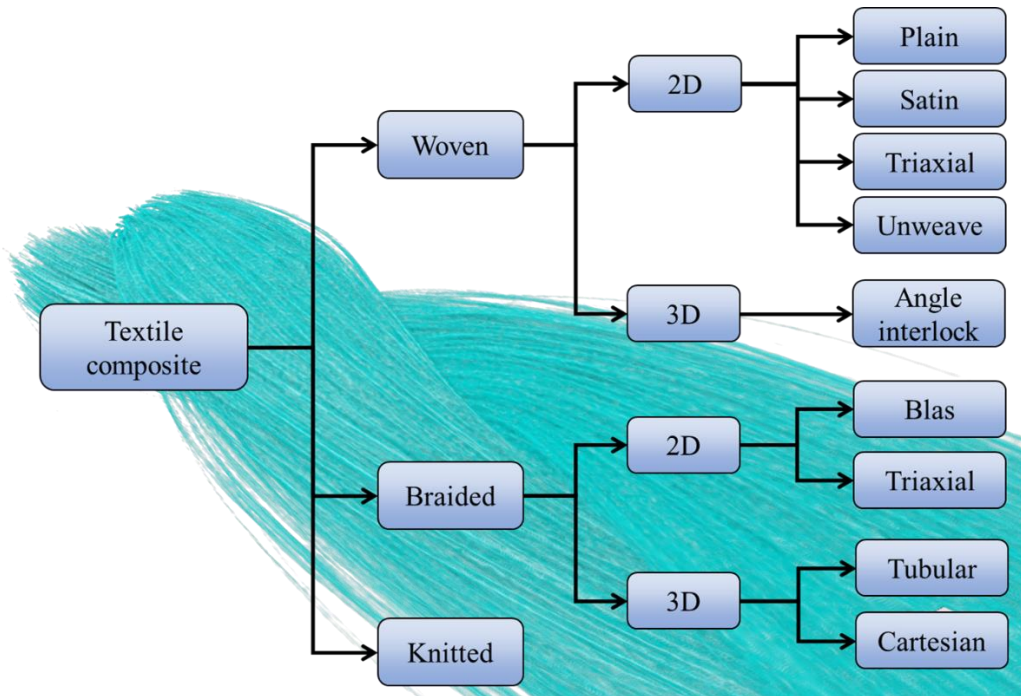 Textile
composite
Woven
2D
Plain
Satin
Triaxial
Unweave
3D
Angle
interlock
Braided
2D
Blas
Triaxial
3D
Tubular
Cartesian
Knitted